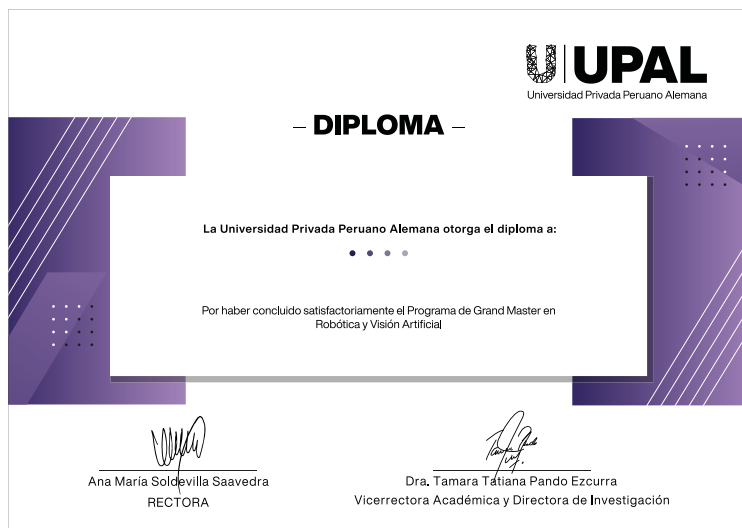 UPAL
Universidad Privada Peruano Alemana
– DIPLOMA –
La Universidad Privada Peruano Alemana otorga el diploma a:
Por haber concluido satisfactoriamente el Programa de Grand Master en
Robótica y Visión Artificial
Ana María Soldevilla Saavedra
RECTORA
Dra. Tamara Tatiana Pando Ezcurra
Vicerrectora Académica y Directora de Investigación